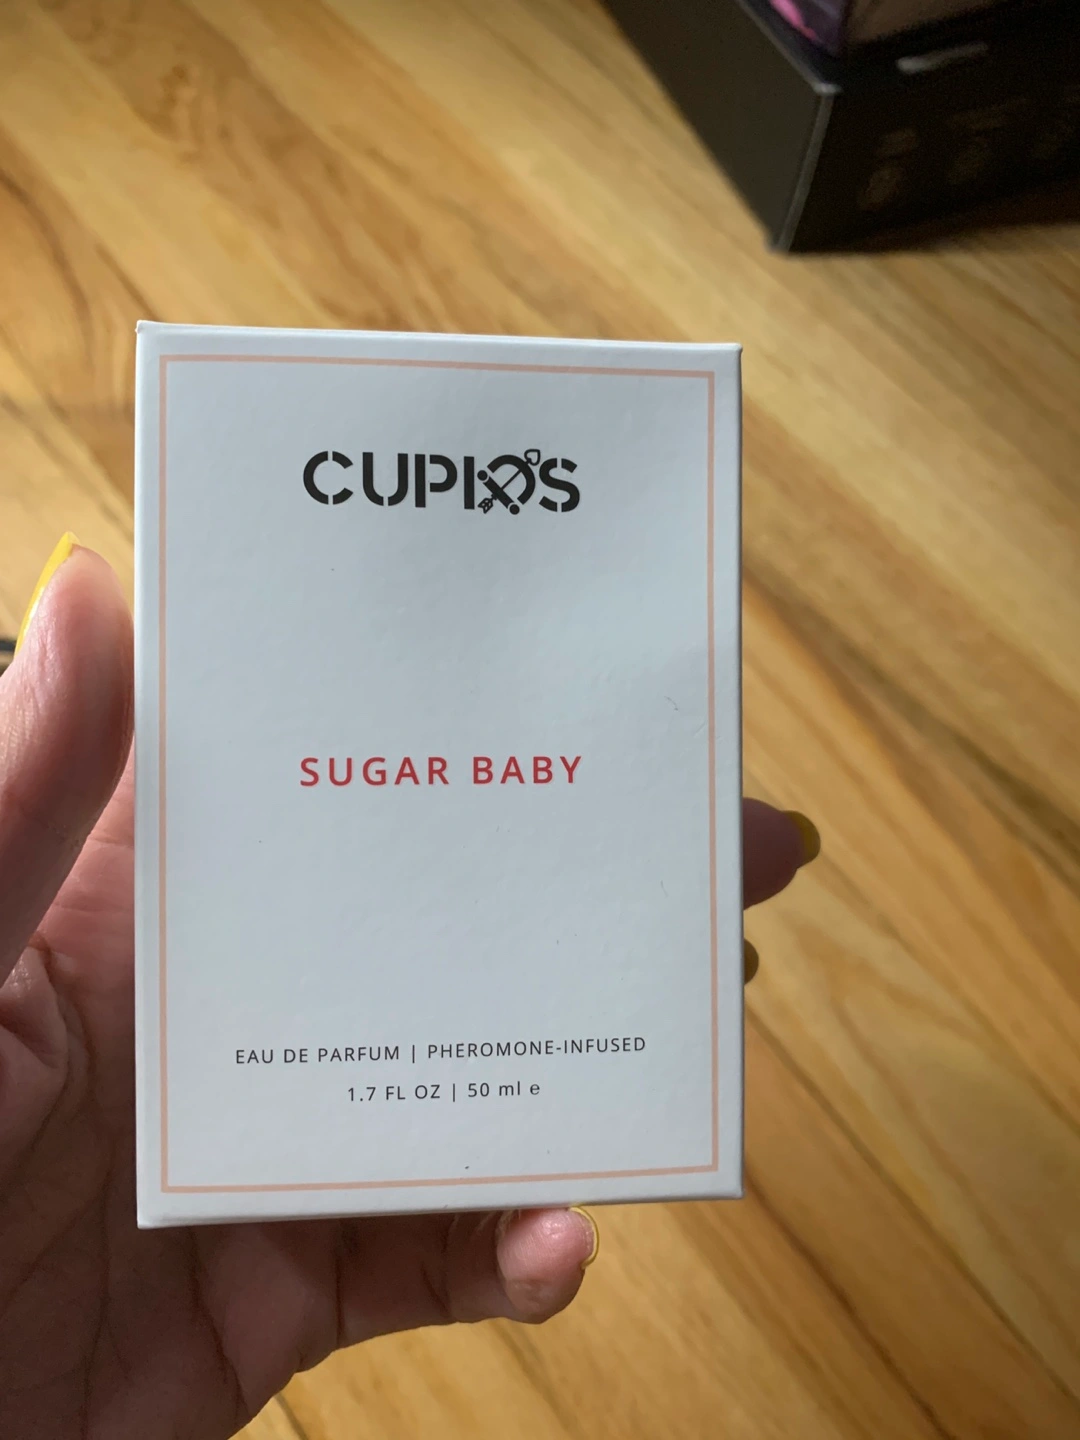 CUPIDS
SUGAR BABY
EAU DE PARFUM | PHEROMONE-INFUSED
1.7 FL OZ | 50 ml e